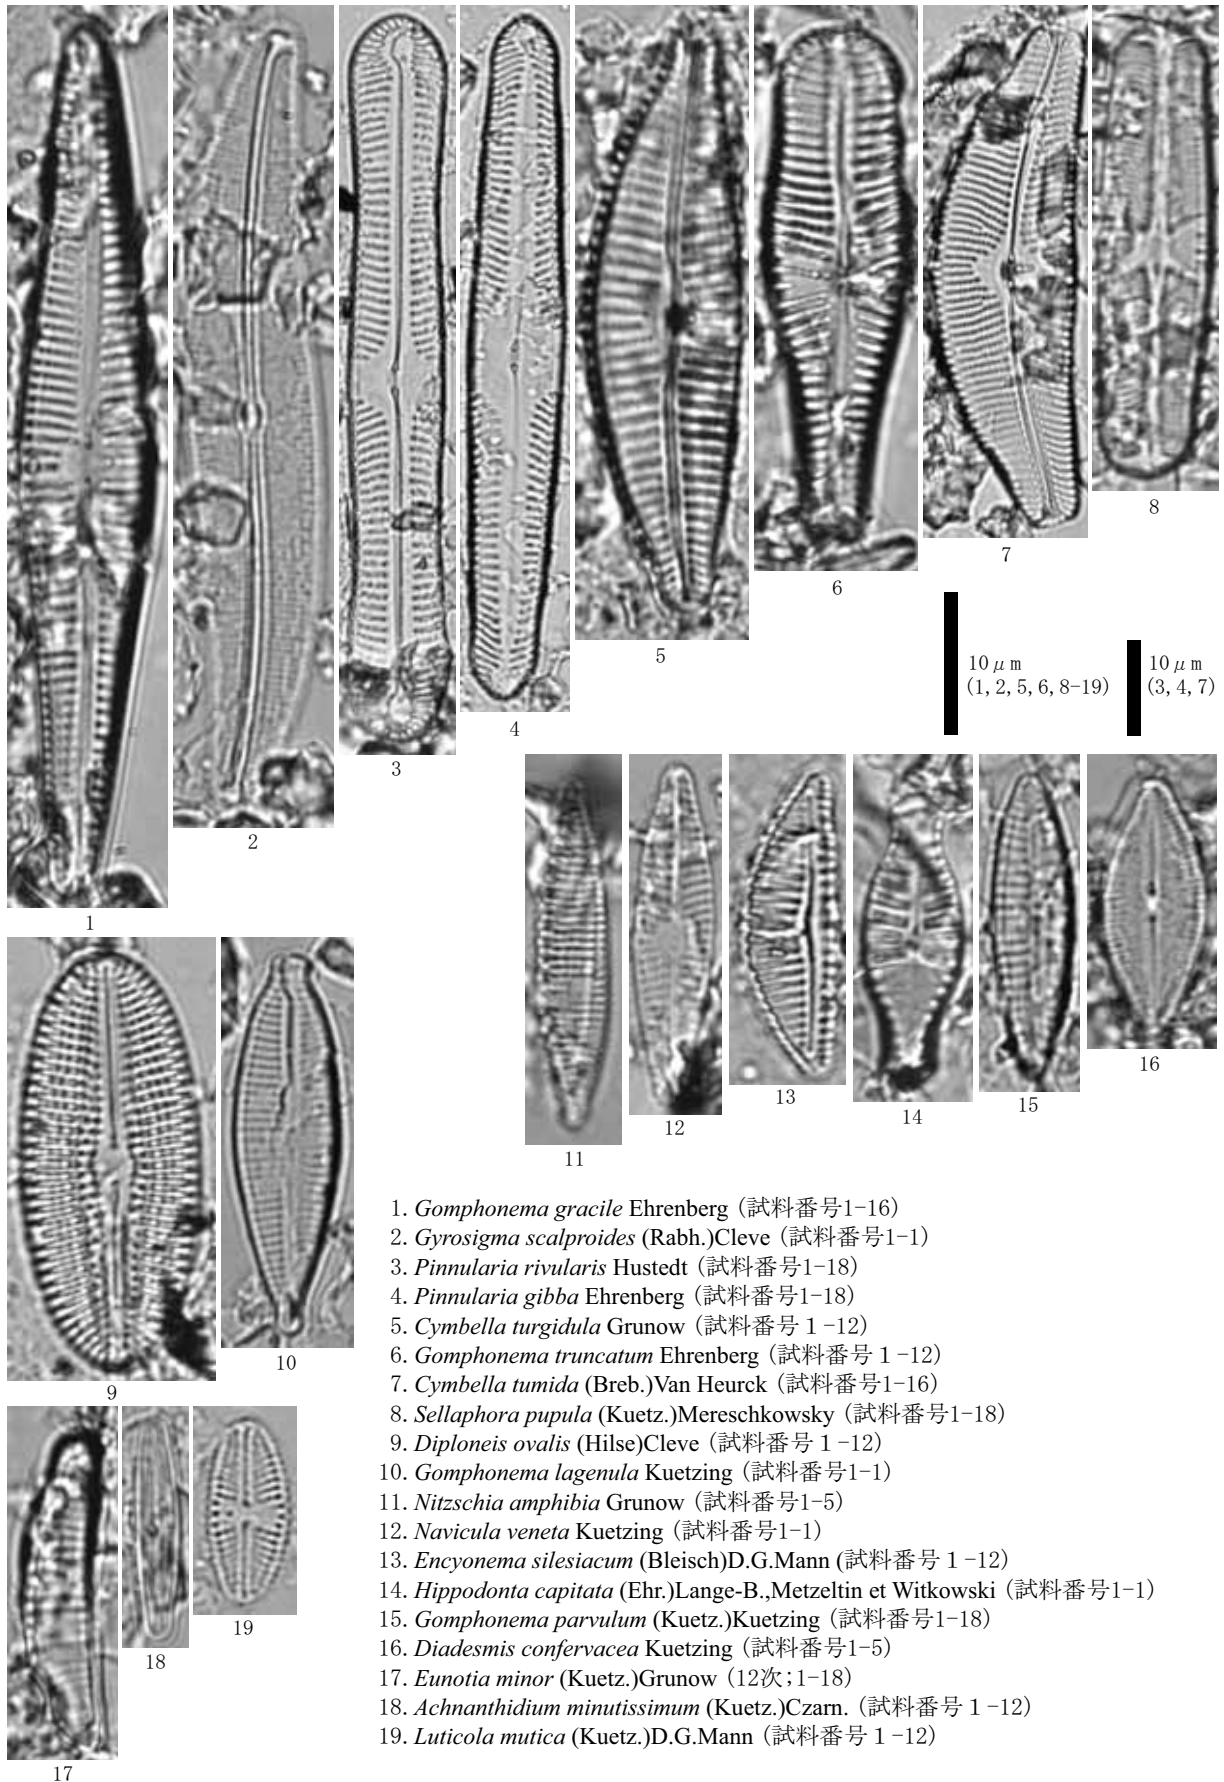 1
2
3
4
5
6
7
8
10μm
(1,2,5,6,8-19)
10μm
(3,4,7)
9
10
11
12
13
14
15
16
17
18
19
1. Gomphonema gracile Ehrenberg (試料番号1-16)
2. Gyrosigma scalproides (Rabh.)Cleve (試料番号1-1)
3. Pinnularia rivularis Hustedt (試料番号1-18)
4. Pinnularia gibba Ehrenberg (試料番号1-18)
5. Cymbella turgidula Grunow (試料番号１-12)
6. Gomphonema truncatum Ehrenberg (試料番号１-12)
7. Cymbella tumida (Breb.)Van Heurck (試料番号1-16)
8. Sellaphora pupula (Kuetz.)Mereschkowsky (試料番号1-18)
9. Diploneis ovalis (Hilse)Cleve (試料番号１-12)
10. Gomphonema lagenula Kuetzing (試料番号1-1)
11. Nitzschia amphibia Grunow (試料番号1-5)
12. Navicula veneta Kuetzing (試料番号1-1)
13. Encyonema silesiacum (Bleisch)D.G.Mann (試料番号１-12)
14. Hippodonta capitata (Ehr.)Lange-B.,Metzeltin et Witkowski (試料番号1-1)
15. Gomphonema parvulum (Kuetz.)Kuetzing (試料番号1-18)
16. Diadesmis confervacea Kuetzing (試料番号1-5)
17. Eunotia minor (Kuetz.)Grunow (12次;1-18)
18. Achnanthidium minutissimum (Kuetz.)Czarn. (試料番号１-12)
19. Luticola mutica (Kuetz.)D.G.Mann (試料番号１-12)